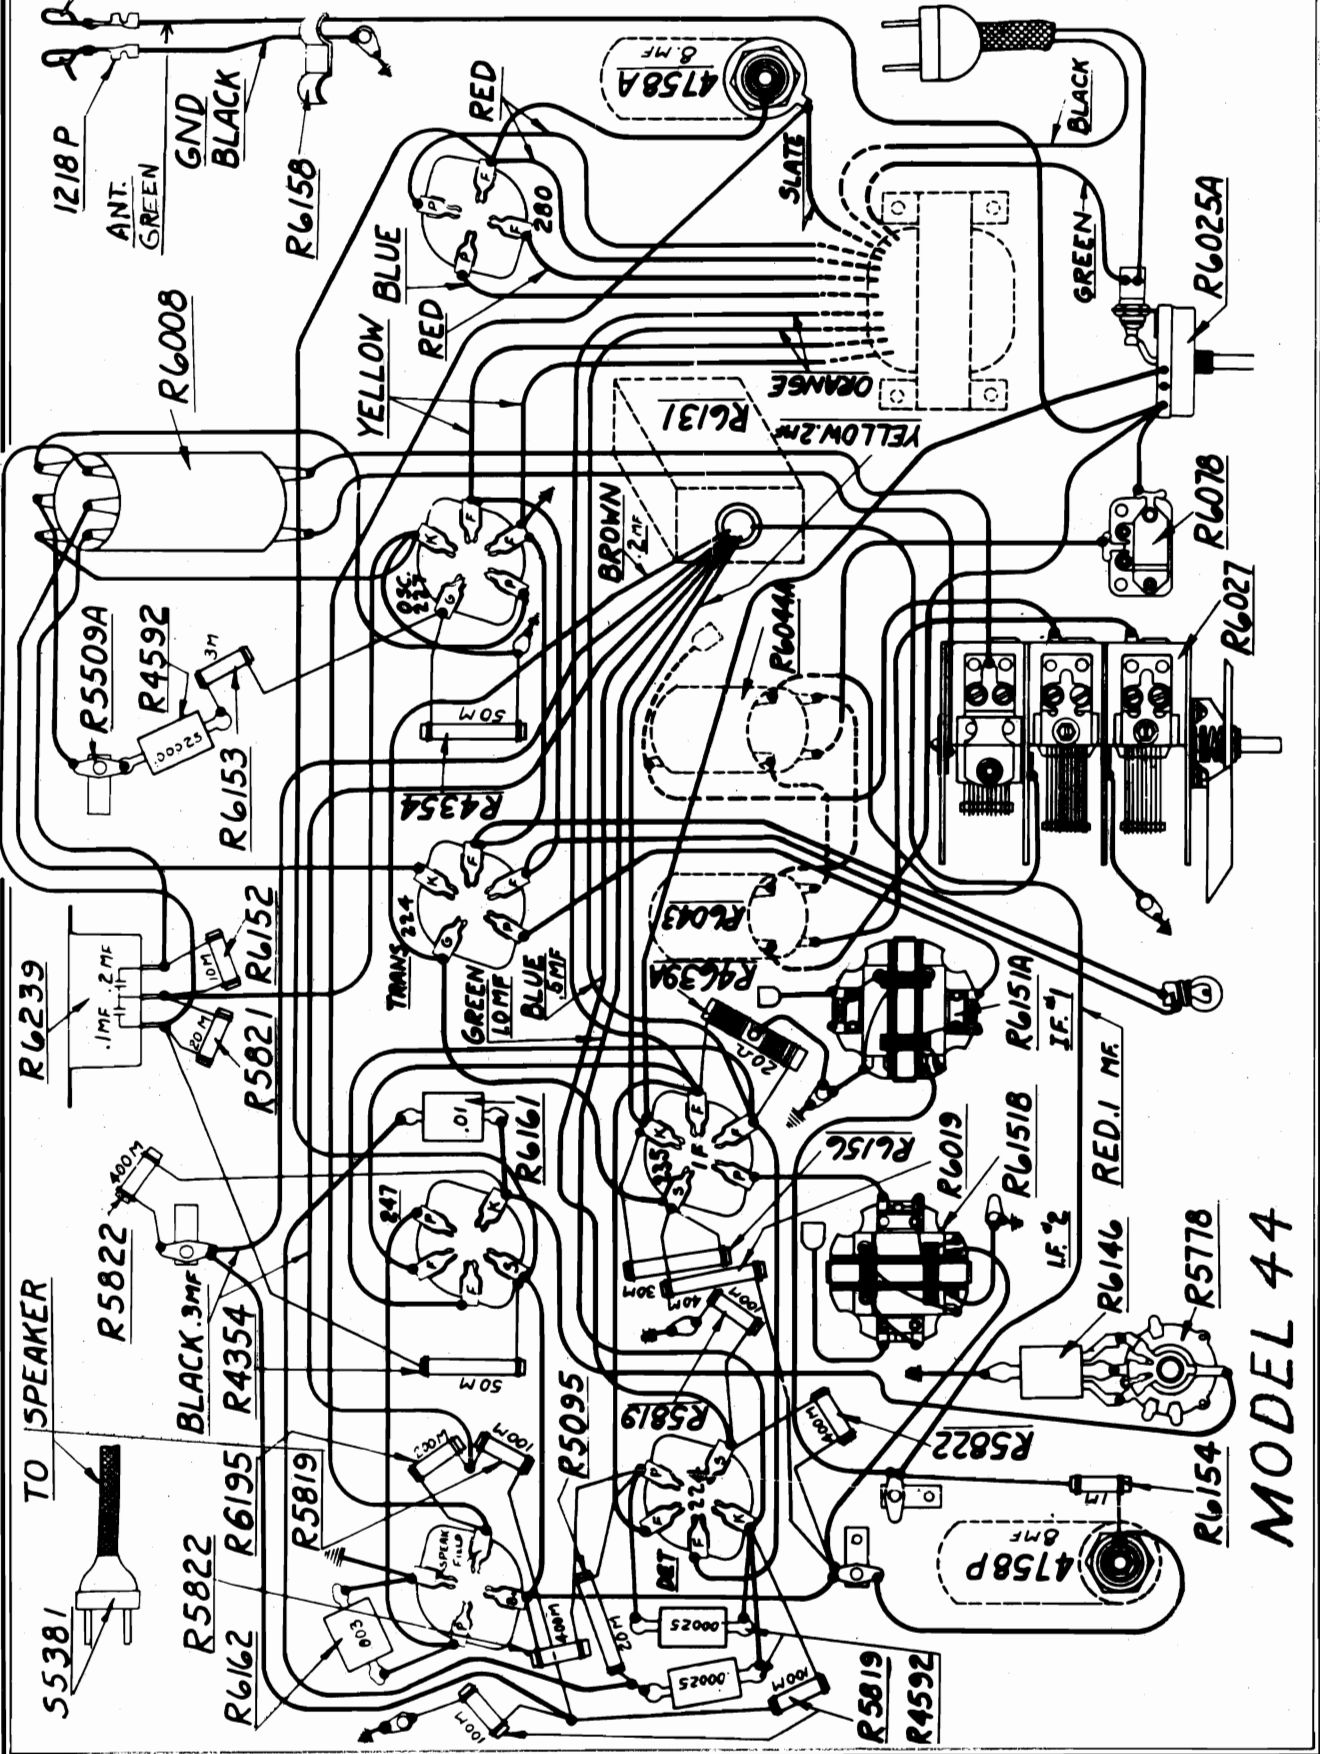 1218P
ANT.
GREEN
GND
BLACK
R6158
R6008
R5509A
R4592
3M
.00025
R6153
R6239
.1MF .2MF
10M
20M
R6152
R5821
TO SPEAKER
S5381
R5822
400M
BLACK.3MF
R4354
R6195
R5819
R5822
R6162
4758A
8.MF
RED
BLUE
RED
YELLOW
P
F
P
F
280
SLATE
BLACK
GREEN
R6025A
ORANGE
YELLOW.2MF
R6131
BROWN
.2MF
OSC.
227
K
F
G
F
P
50M
R4354
TRANS
224
K
F
G
F
P
GREEN
1.0MF
BLUE
.5MF
R6044A
R6043
R4639A
20Ω
R6078
R6027
R6151A
I.F.#1
.01
R6161
247
P
K
F
F
S
50M
235
IF
K
F
S
P
P
30M
40M
100M
R6156
R6019
R6151B
I.F.#2
RED.1 MF.
R6146
R5778
R5819
R5095
200M
100M
SPEAK
FIELD
P
.003
400M
20M
DET
224
P
S
F
F
K
400M
R5822
.00025
.00025
100M
100M
R5819
R4592
4758P
8MF
1M
R6154
MODEL 44